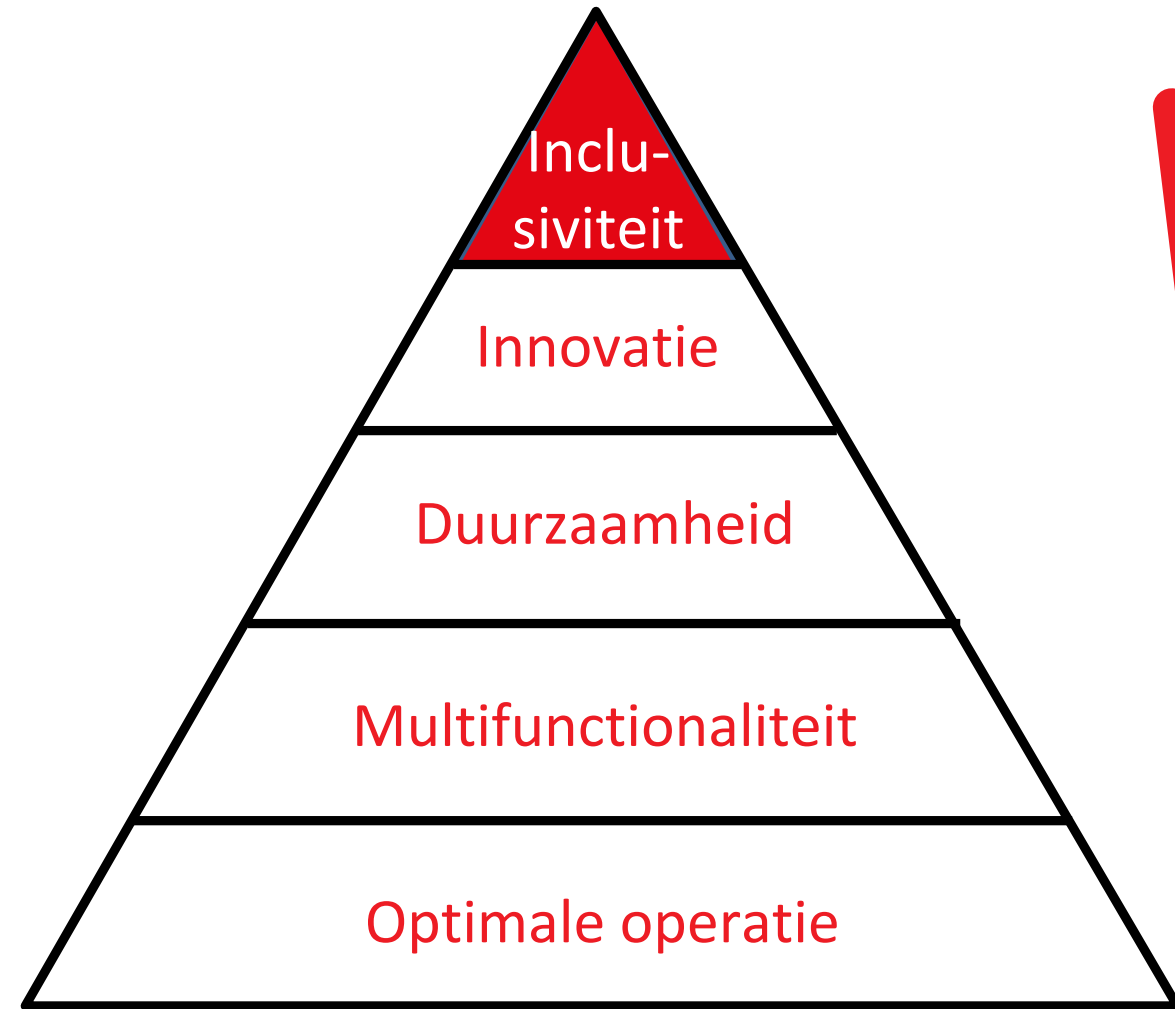 Inclu-
siviteit
Innovatie
Duurzaamheid
Multifunctionaliteit
Optimale operatie